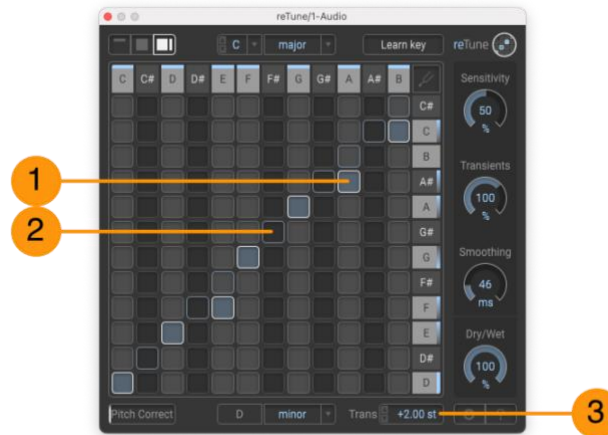 reTune/1-Audio
C major Learn key reTune
C C# D D# E F F# G G# A A# B
Sensitivity
50
%
Transients
100
%
Smoothing
46
ms
Dry/Wet
100
%
C#
C
B
A#
A
G#
G
F#
F
E
D#
D
Pitch Correct D minor Trans +2.00 st ?
1
2
3